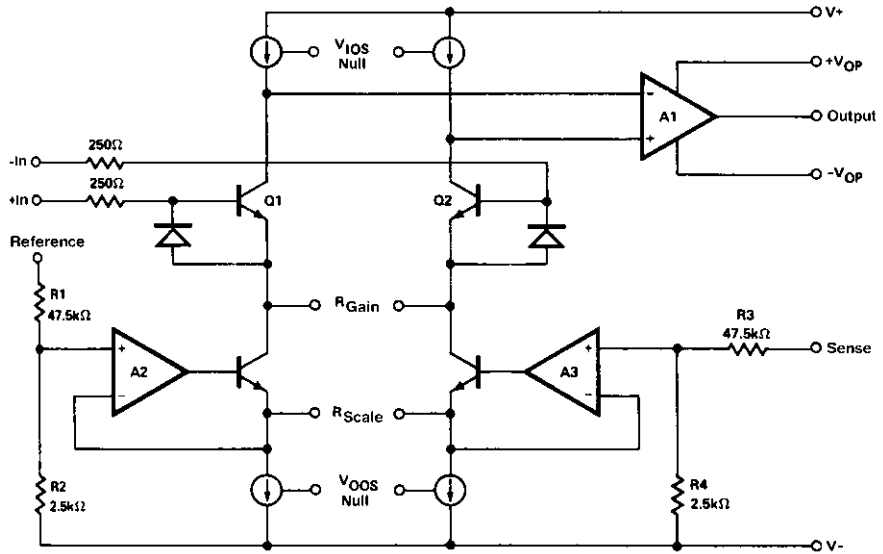 V+
VIOS
Null
+VOP
A1
-
+
Output
-VOP
250Ω
-In
250Ω
+In
Q1
Q2
Reference
R1
47.5kΩ
RGain
R3
47.5kΩ
+
A2
-
+
A3
-
Sense
RScale
R2
2.5kΩ
VOOS
Null
R4
2.5kΩ
V-